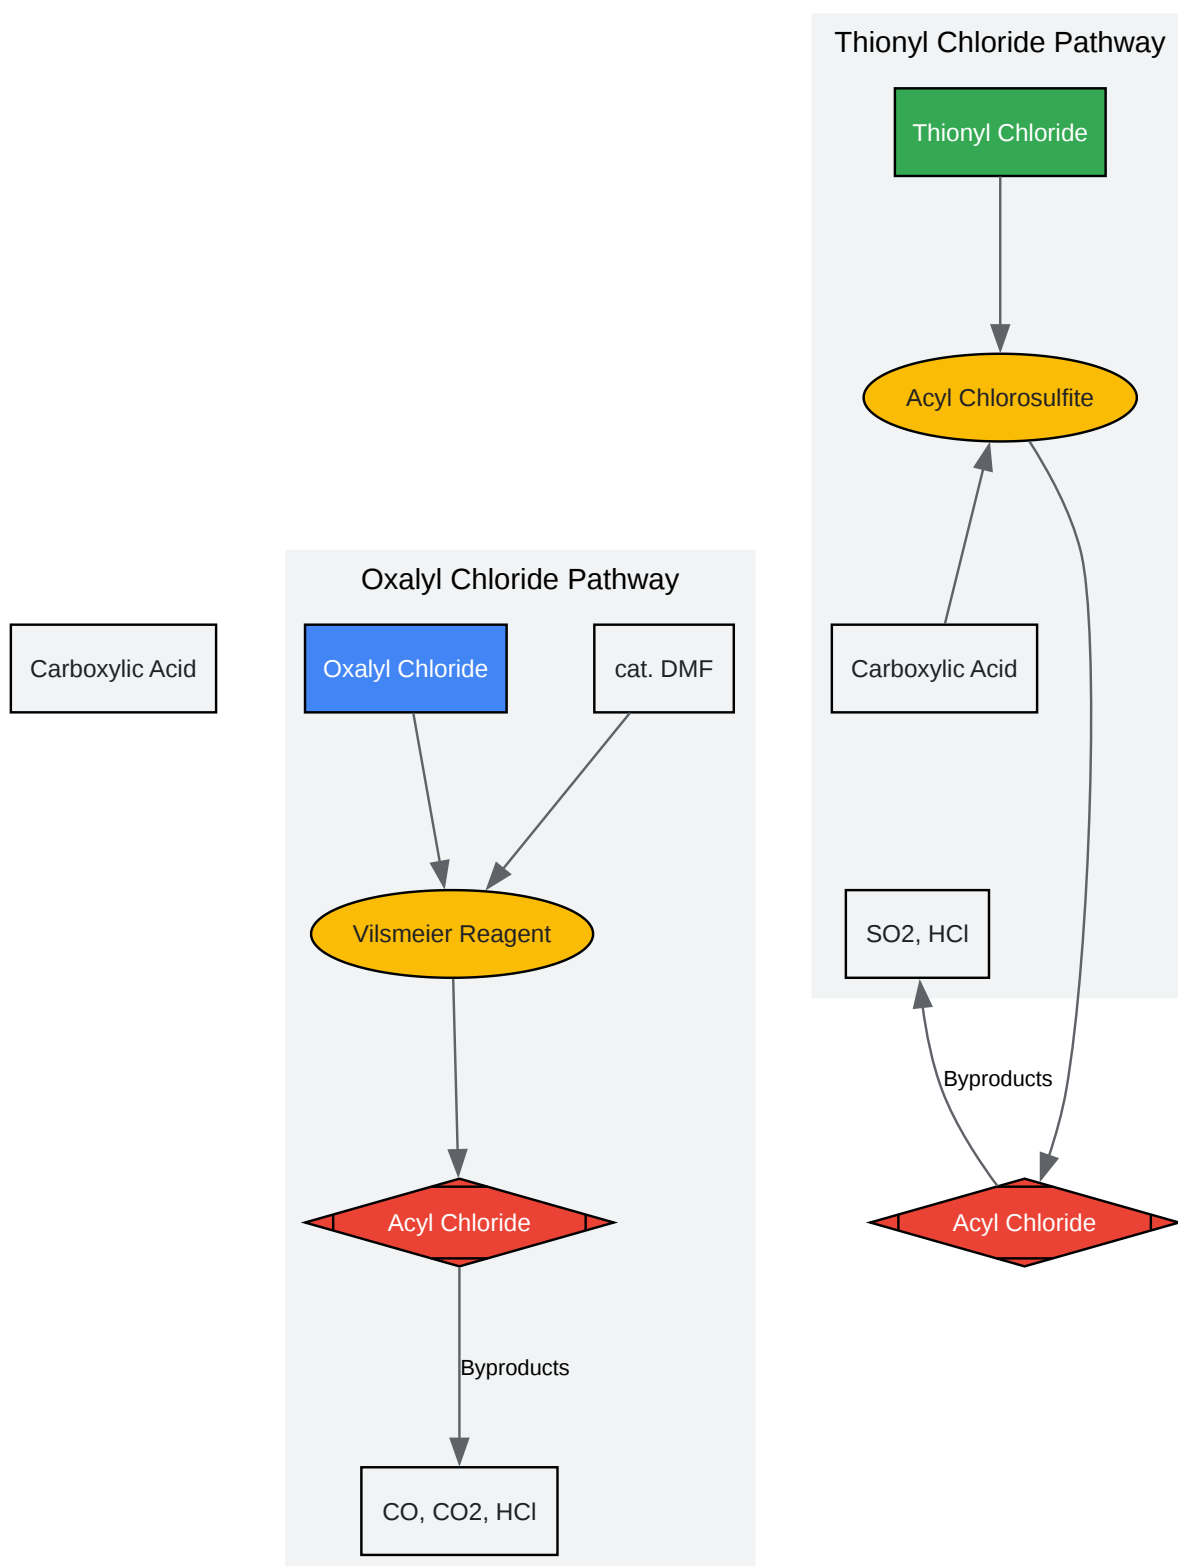 Thionyl Chloride Pathway
Thionyl Chloride
Acyl Chlorosulfite
Oxalyl Chloride Pathway
Carboxylic Acid
Oxalyl Chloride
cat. DMF
Carboxylic Acid
Vilsmeier Reagent
SO2, HCl
Byproducts
Acyl Chloride
Acyl Chloride
Byproducts
CO, CO2, HCl